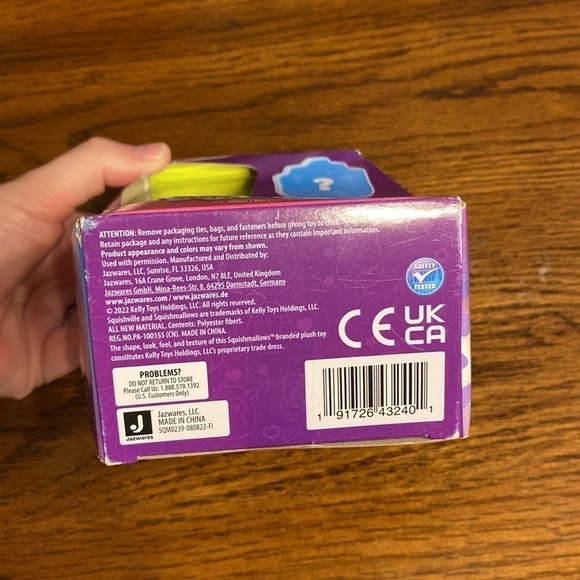 ?
ATTENTION: Remove packaging ties, bags, and fasteners before giving toy to
Retain package and any instructions for future reference as they contain important information.
Product appearance and colors may vary from shown.
Used with permission. Manufactured and Distributed by:
Jazwares, LLC, Sunrise, FL 33326, USA
Jazwares, 16A Crane Grove, London, N7 8LE, United Kingdom
Jazwares GmbH, Mina-Rees-Str. 8, 64295 Darmstadt, Germany
www.jazwares.com / www.jazwares.de
© 2022 Kelly Toys Holdings, LLC. All rights reserved.
Squishville and Squishmallows are trademarks of Kelly Toys Holdings, LLC.
ALL NEW MATERIAL. Contents: Polyester fibers.
REG.NO.PA-100155 (CN). MADE IN CHINA.
The shape, look, feel, and texture of this Squishmallows™ branded plush toy
constitutes Kelly Toys Holdings, LLC's proprietary trade dress.
SAFETY
TESTED
CE UK
CA
PROBLEMS?
DO NOT RETURN TO STORE
Please Call Us: 1.888.519.1392
(U.S. Customers Only)
J
Jazwares
Jazwares, LLC.
MADE IN CHINA
SQM0239-080822-FI
1 91726 43240 1